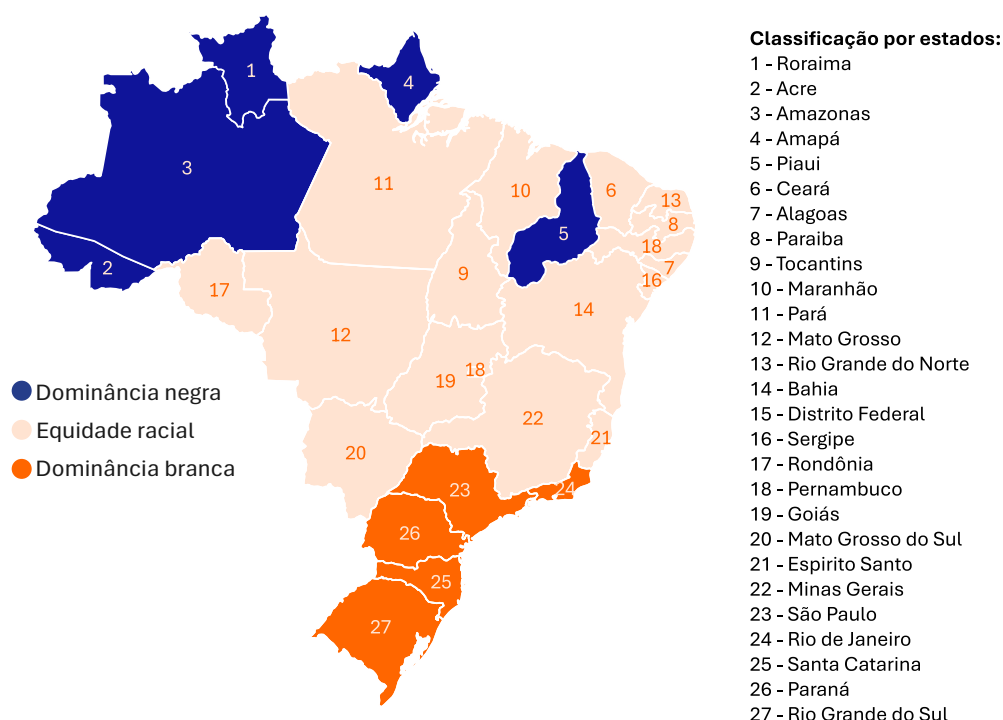 1
4
3
11
10
6
13
8
5
18
7
2
9
16
17
14
12
18
19
22
21
20
23
24
26
25
27
Dominância negra
Equidade racial
Dominância branca
Classificação por estados:
1 - Roraima
2 - Acre
3 - Amazonas
4 - Amapá
5 - Piaui
6 - Ceará
7 - Alagoas
8 - Paraiba
9 - Tocantins
10 - Maranhão
11 - Pará
12 - Mato Grosso
13 - Rio Grande do Norte
14 - Bahia
15 - Distrito Federal
16 - Sergipe
17 - Rondônia
18 - Pernambuco
19 - Goiás
20 - Mato Grosso do Sul
21 - Espirito Santo
22 - Minas Gerais
23 - São Paulo
24 - Rio de Janeiro
25 - Santa Catarina
26 - Paraná
27 - Rio Grande do Sul